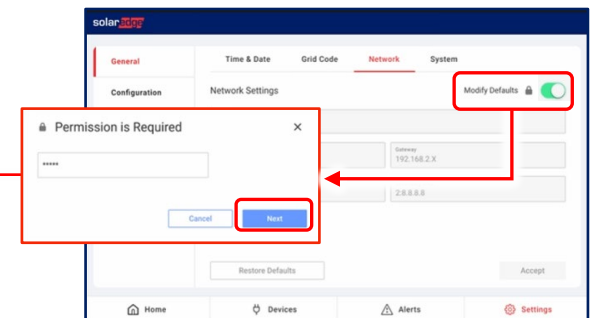 solaredge
General
Time & Date Grid Code Network System
Configuration
Network Settings
Modify Defaults
Permission is Required ×
Gateway
192.168.2.X
*****
2:8.8.8.8
Cancel Next
Restore Defaults Accept
Home Devices Alerts Settings